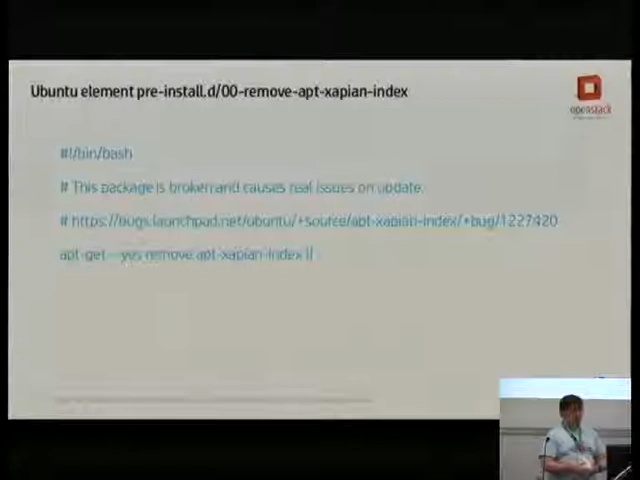 Ubuntu element pre-install.d/00-remove-apt-xapian-index
openstack
#!/bin/bash
# This package is broken and causes real issues on update.
# https://bugs.launchpad.net/ubuntu/+source/apt-xapian-index/+bug/1227420
apt-get --yes remove apt-xapian-index ||